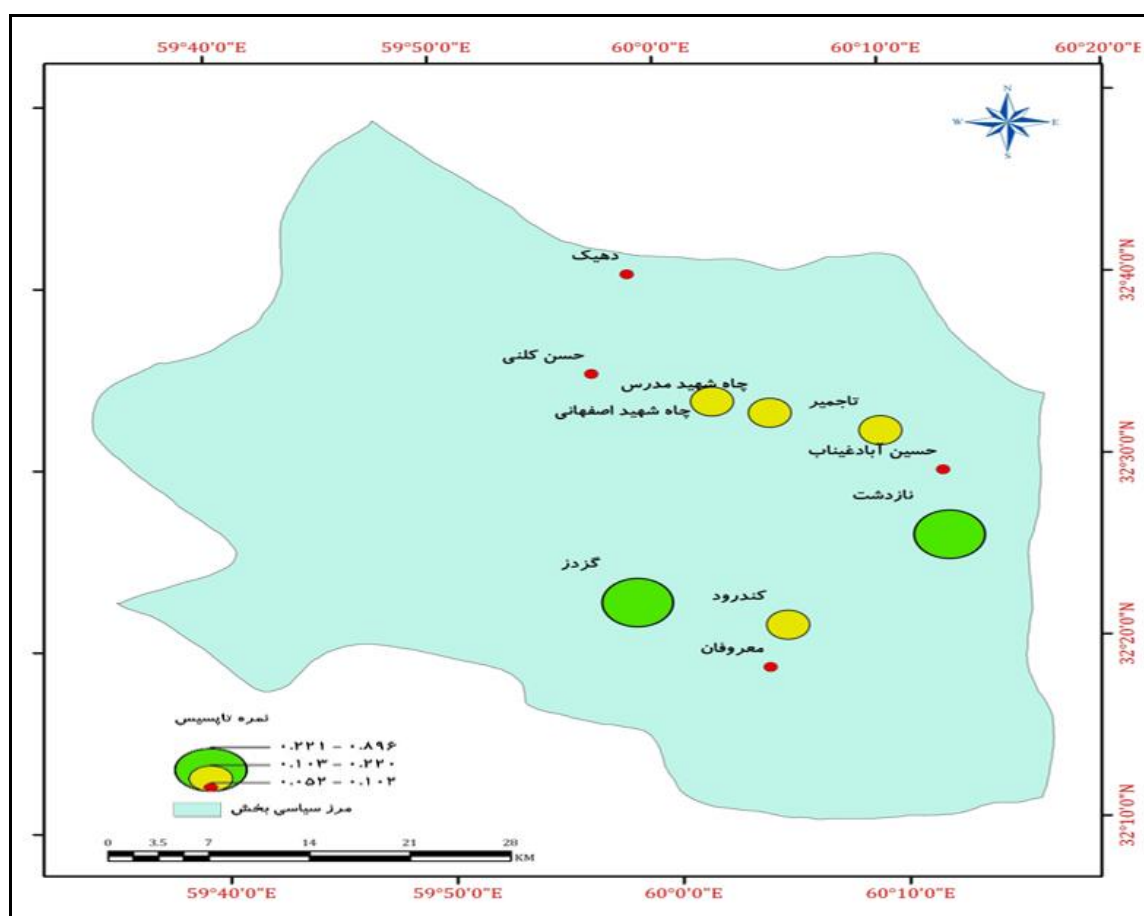 59°40'0"E 59°50'0"E 60°0'0"E 60°10'0"E 60°20'0"E
N
W E
S
32°40'0"N
32°30'0"N
32°20'0"N
32°10'0"N
دهیک
حسن کلنی
چاه شهید مدرس
چاه شهید اصفهانی
تاجمیر
حسین آبادغیناب
نازدشت
گزدز
کندرود
معروفان
نمره تاپسیس
۰.۲۲۱ - ۰.۸۹۶
۰.۱۰۳ - ۰.۲۲۰
۰.۰۵۲ - ۰.۱۰۲
مرز سیاسی بخش
0 3.5 7 14 21 28
KM
59°40'0"E 59°50'0"E 60°0'0"E 60°10'0"E